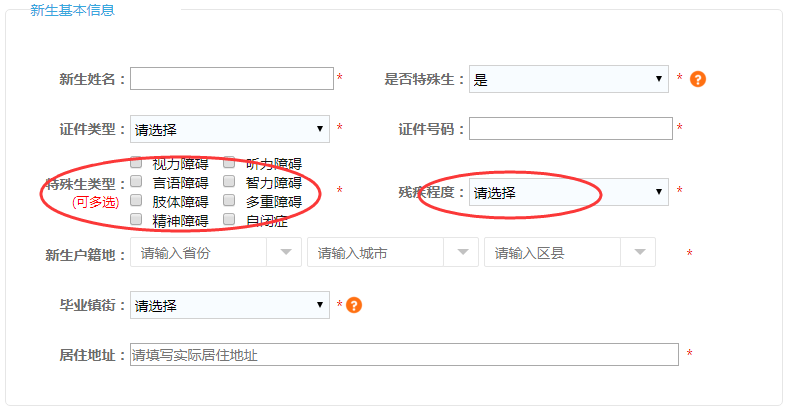 新生基本信息
新生姓名： * 是否特殊生： 是 * ?
证件类型： 请选择 * 证件号码： *
视力障碍 听力障碍
特殊生类型： 言语障碍 智力障碍 * 残疾程度： 请选择 *
(可多选) 肢体障碍 多重障碍
精神障碍 自闭症
新生户籍地： 请输入省份 请输入城市 请输入区县 *
毕业镇街： 请选择 * ?
居住地址： 请填写实际居住地址 *